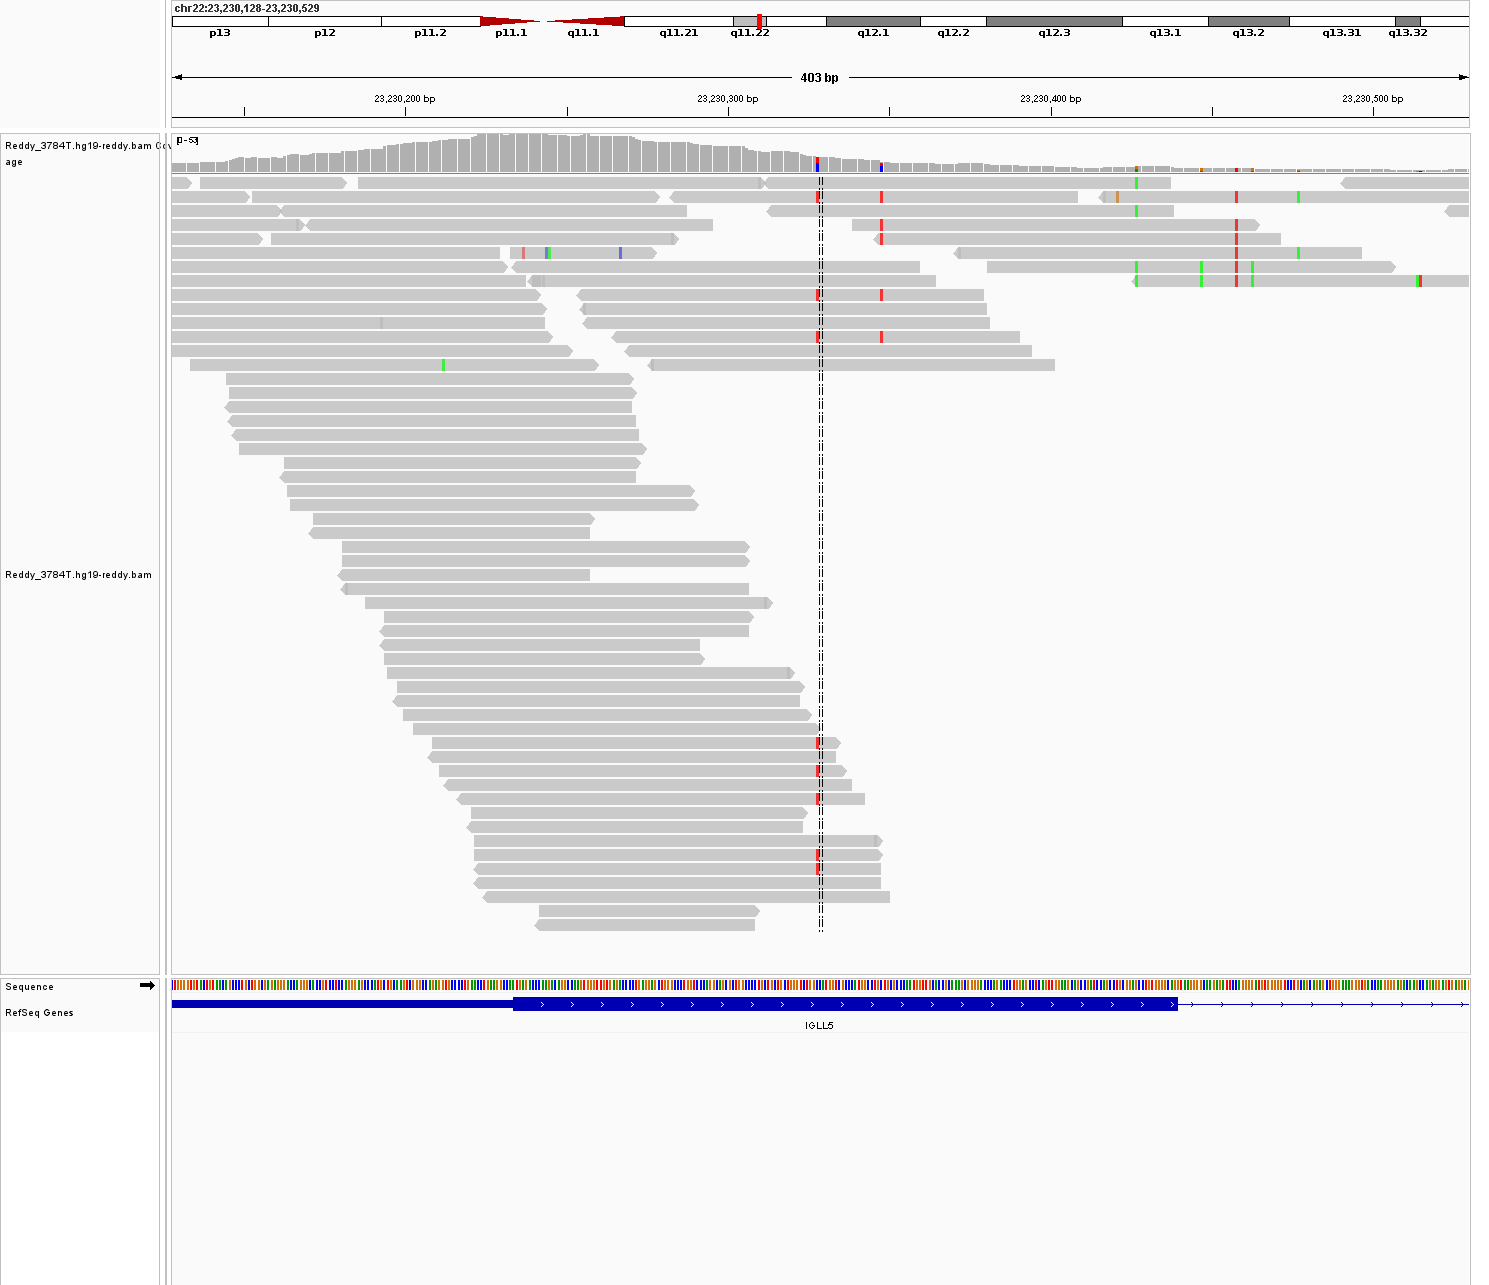 chr22:23,230,128-23,230,529
p13 p12 p11.2 p11.1 q11.1 q11.21 q11.22 q12.1 q12.2 q12.3 q13.1 q13.2 q13.31 q13.32
403 bp
23,230,200 bp 23,230,300 bp 23,230,400 bp 23,230,500 bp
[0-53]
Reddy_3784T.hg19-reddy.bam Cov
age
Reddy_3784T.hg19-reddy.bam
Sequence
RefSeq Genes
IGLL5